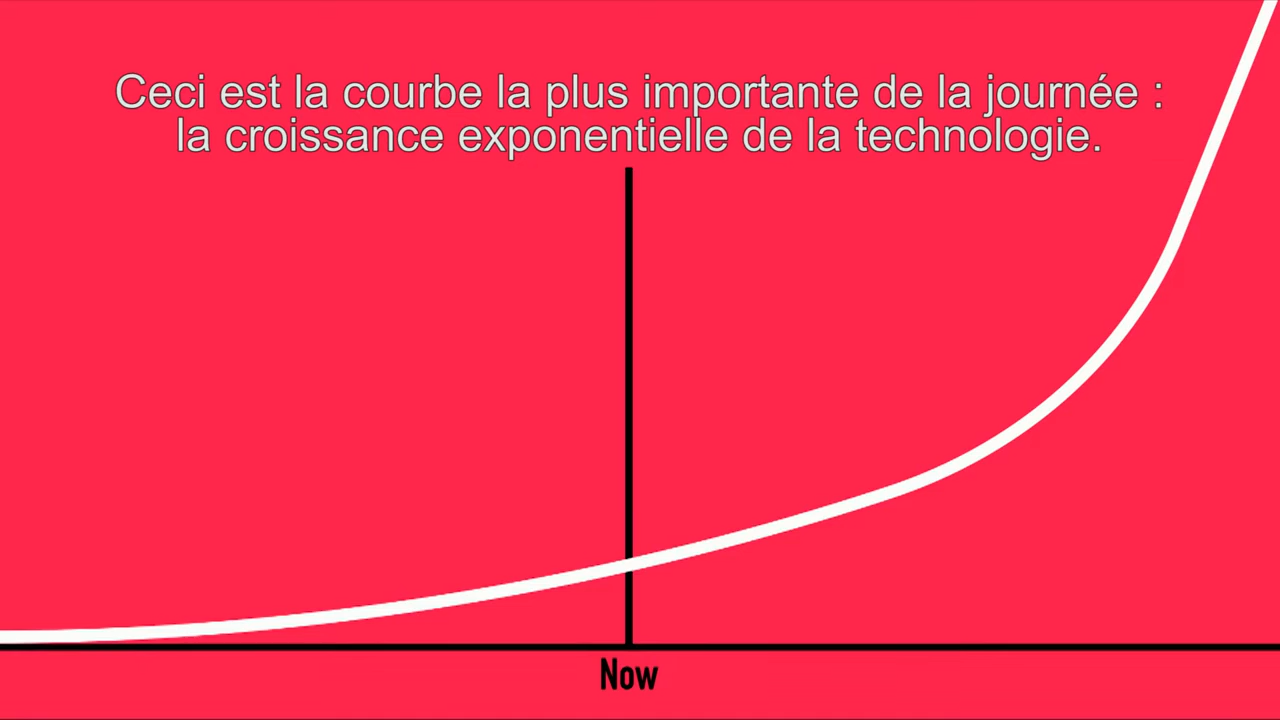 Ceci est la courbe la plus importante de la journée :
la croissance exponentielle de la technologie.
Now